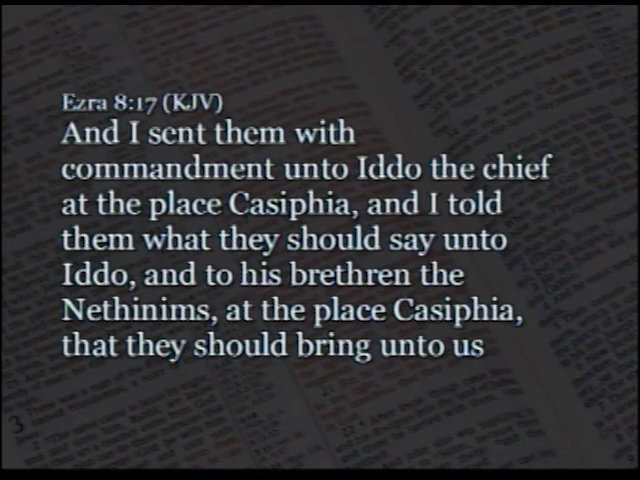 Ezra 8:17 (KJV)
And I sent them with
commandment unto Iddo the chief
at the place Casiphia, and I told
them what they should say unto
Iddo, and to his brethren the
Nethinims, at the place Casiphia,
that they should bring unto us
3